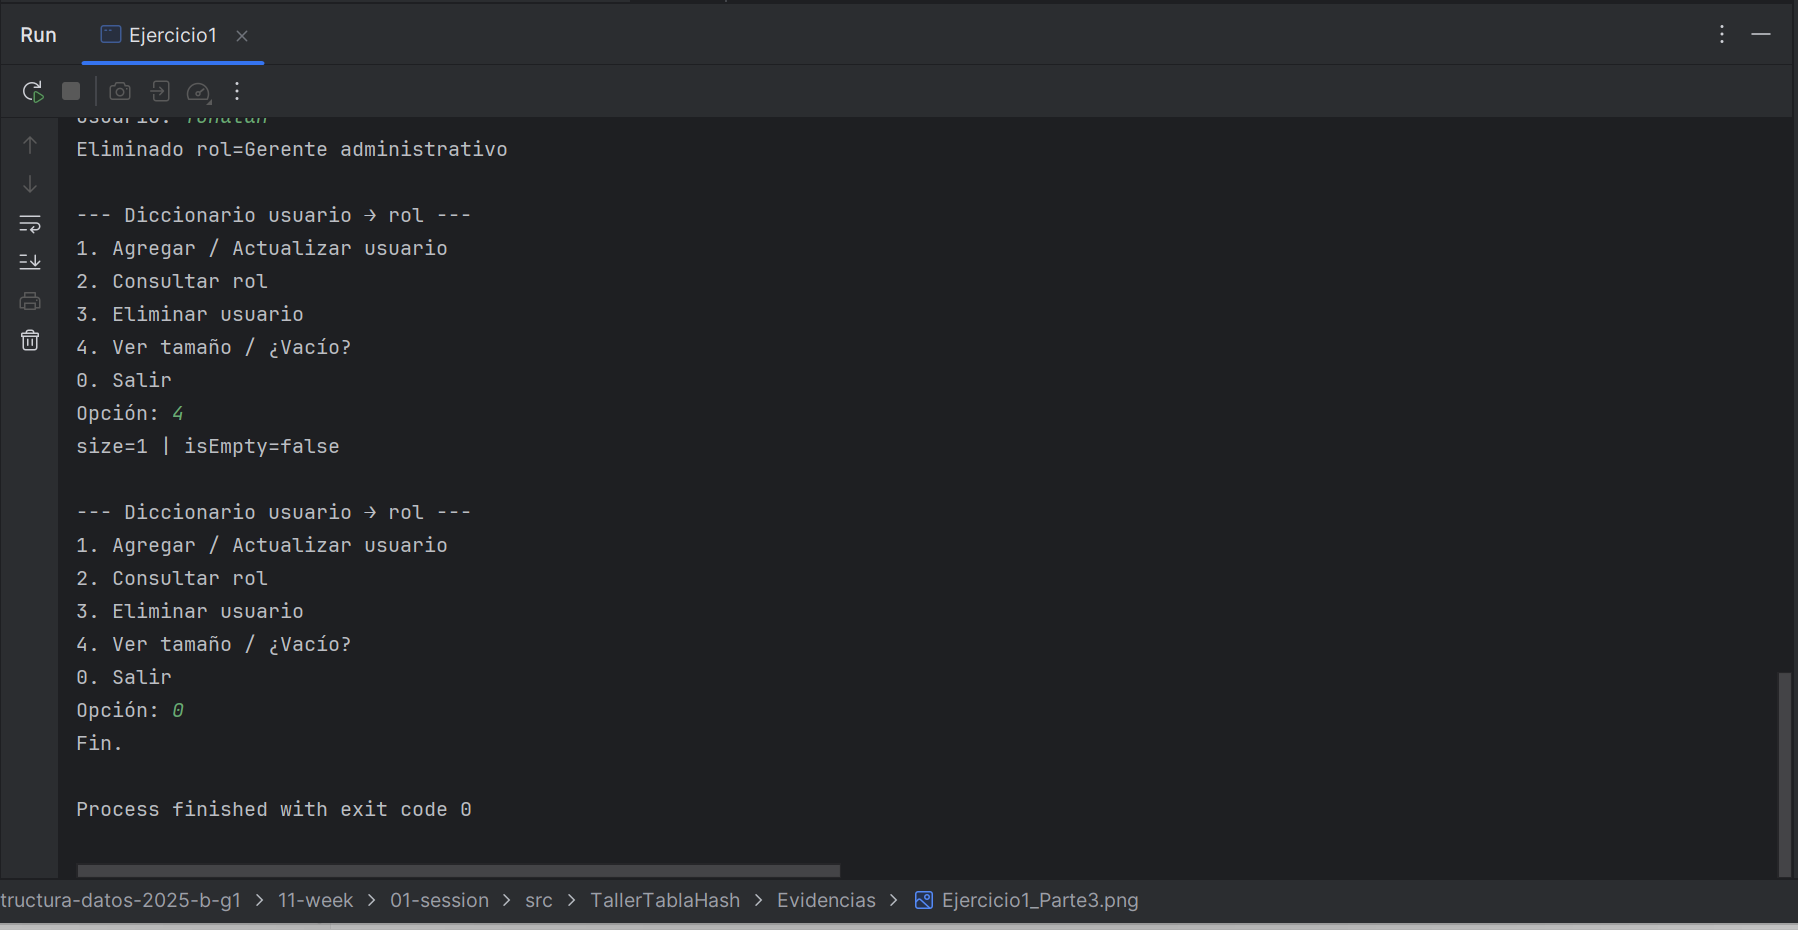 Run Ejercicio1
Eliminado rol=Gerente administrativo
--- Diccionario usuario → rol ---
1. Agregar / Actualizar usuario
2. Consultar rol
3. Eliminar usuario
4. Ver tamaño / ¿Vacío?
0. Salir
Opción: 4
size=1 | isEmpty=false
--- Diccionario usuario → rol ---
1. Agregar / Actualizar usuario
2. Consultar rol
3. Eliminar usuario
4. Ver tamaño / ¿Vacío?
0. Salir
Opción: 0
Fin.
Process finished with exit code 0
tructura-datos-2025-b-g1 > 11-week > 01-session > src > TallerTablaHash > Evidencias > Ejercicio1_Parte3.png